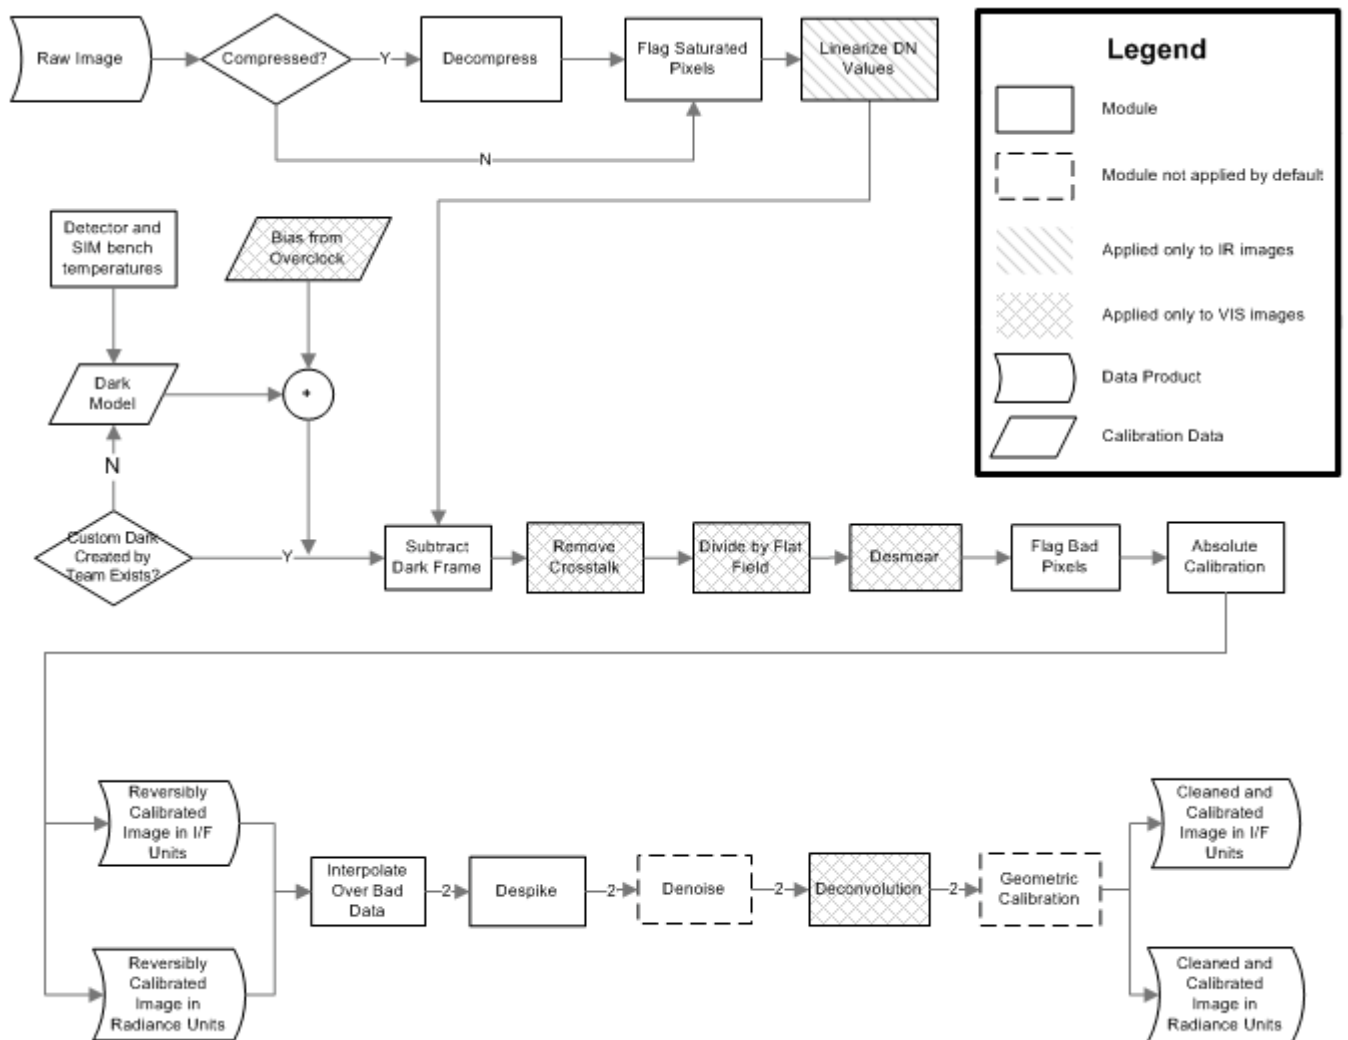 Raw Image
Compressed?
Y
Decompress
Flag Saturated
Pixels
Linearize DN
Values
N
Legend
Module
Module not applied by default
Applied only to IR images
Applied only to VIS images
Data Product
Calibration Data
Detector and
SIM bench
temperatures
Bias from
Overclock
Dark
Model
+
N
Custom Dark
Created by
Team Exists?
Y
Subtract
Dark Frame
Remove
Crosstalk
Divide by Flat
Field
Desmear
Flag Bad
Pixels
Absolute
Calibration
Reversibly
Calibrated
Image in I/F
Units
Reversibly
Calibrated
Image in
Radiance Units
Interpolate
Over Bad
Data
2
Despike
2
Denoise
2
Deconvolution
2
Geometric
Calibration
Cleaned and
Calibrated
Image in I/F
Units
Cleaned and
Calibrated
Image in
Radiance Units